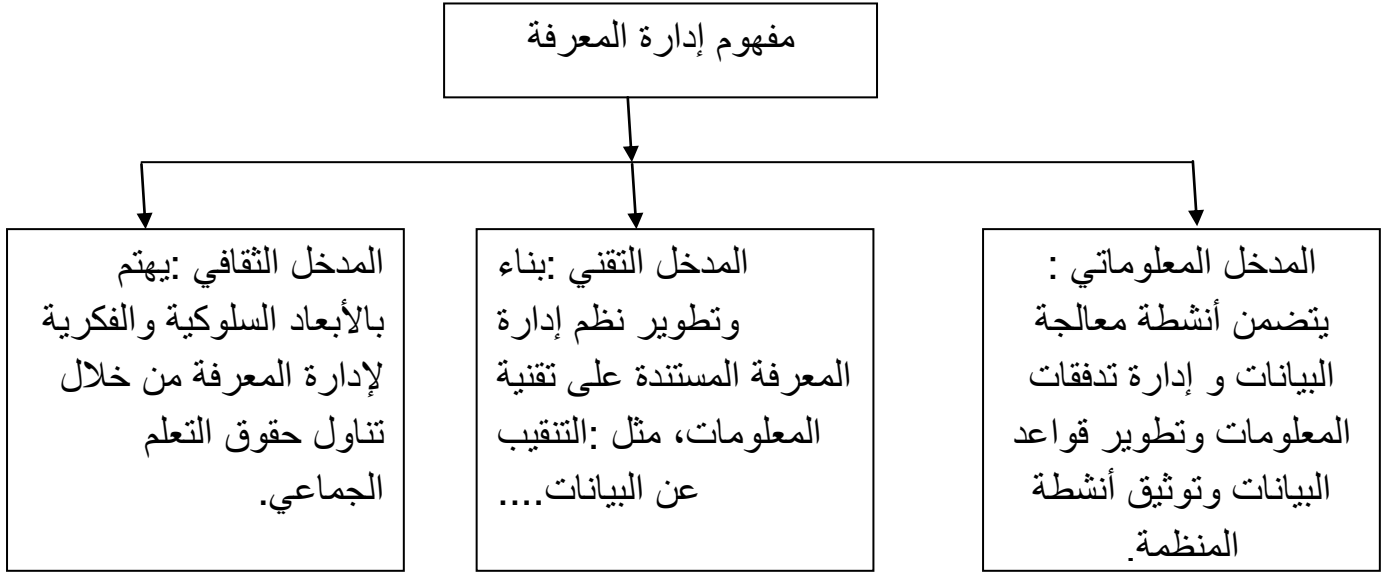 مفهوم إدارة المعرفة
المدخل المعلوماتي :
يتضمن أنشطة معالجة
البيانات و إدارة تدفقات
المعلومات وتطوير قواعد
البيانات وتوثيق أنشطة
المنظمة.
المدخل التقني :بناء
وتطوير نظم إدارة
المعرفة المستندة على تقنية
المعلومات، مثل :التنقيب
عن البيانات....
المدخل الثقافي :يهتم
بالأبعاد السلوكية والفكرية
لإدارة المعرفة من خلال
تناول حقوق التعلم
الجماعي.